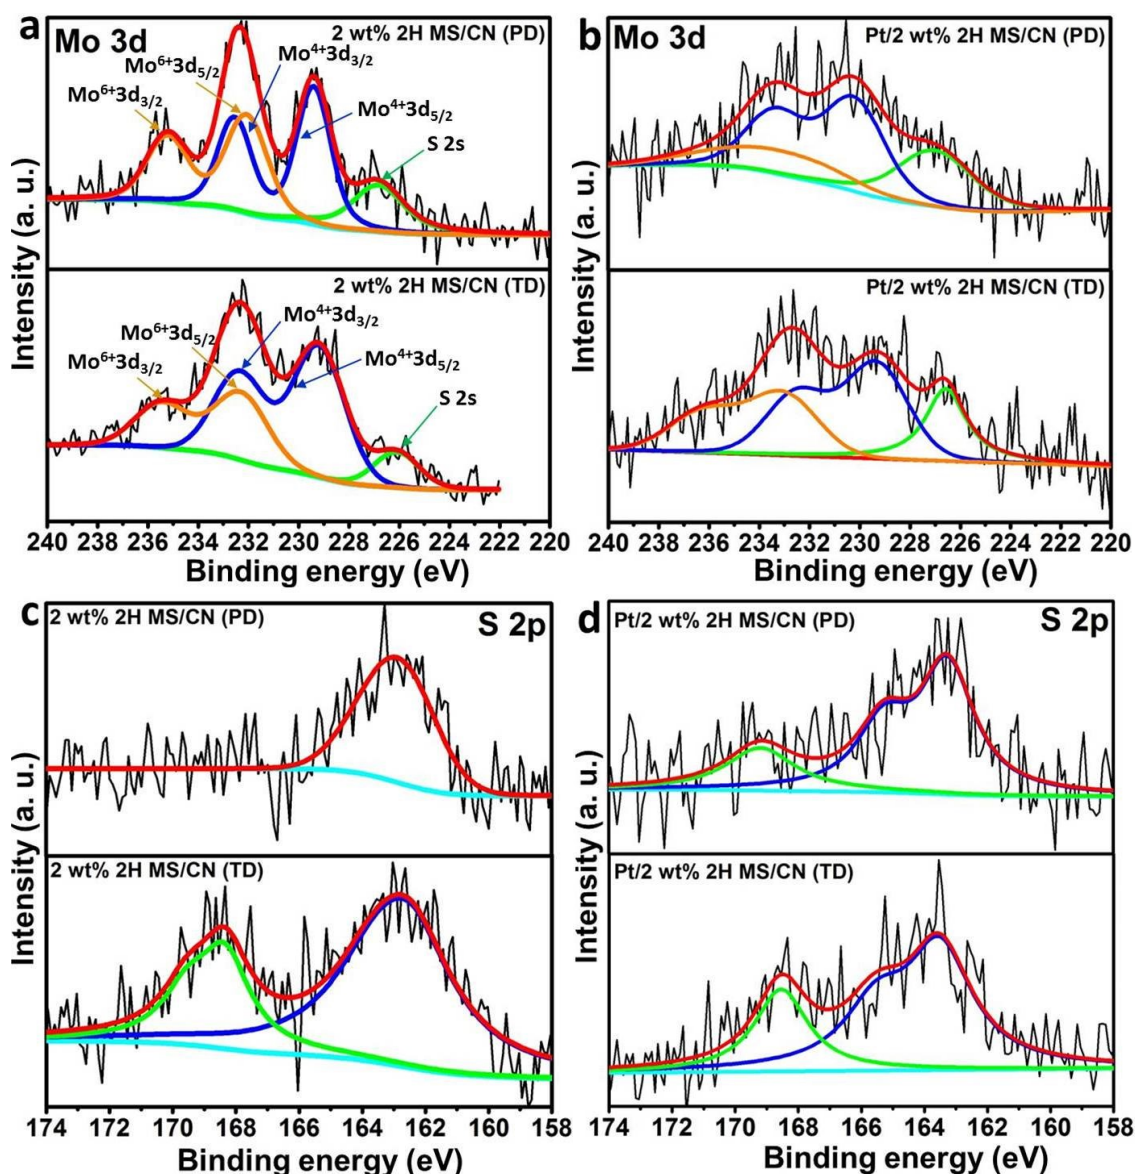 a
Mo 3d
2 wt% 2H MS/CN (PD)
Mo⁶⁺3d₃/₂
Mo⁶⁺3d₅/₂
Mo⁴⁺3d₃/₂
Mo⁴⁺3d₅/₂
S 2s
2 wt% 2H MS/CN (TD)
Mo⁶⁺3d₃/₂
Mo⁶⁺3d₅/₂
Mo⁴⁺3d₃/₂
Mo⁴⁺3d₅/₂
S 2s
Intensity (a. u.)
240 238 236 234 232 230 228 226 224 222 220
Binding energy (eV)
b
Mo 3d
Pt/2 wt% 2H MS/CN (PD)
Pt/2 wt% 2H MS/CN (TD)
Intensity (a. u.)
240 238 236 234 232 230 228 226 224 222 220
Binding energy (eV)
c
2 wt% 2H MS/CN (PD)
S 2p
2 wt% 2H MS/CN (TD)
Intensity (a. u.)
174 172 170 168 166 164 162 160 158
Binding energy (eV)
d
Pt/2 wt% 2H MS/CN (PD)
S 2p
Pt/2 wt% 2H MS/CN (TD)
Intensity (a. u.)
174 172 170 168 166 164 162 160 158
Binding energy (eV)